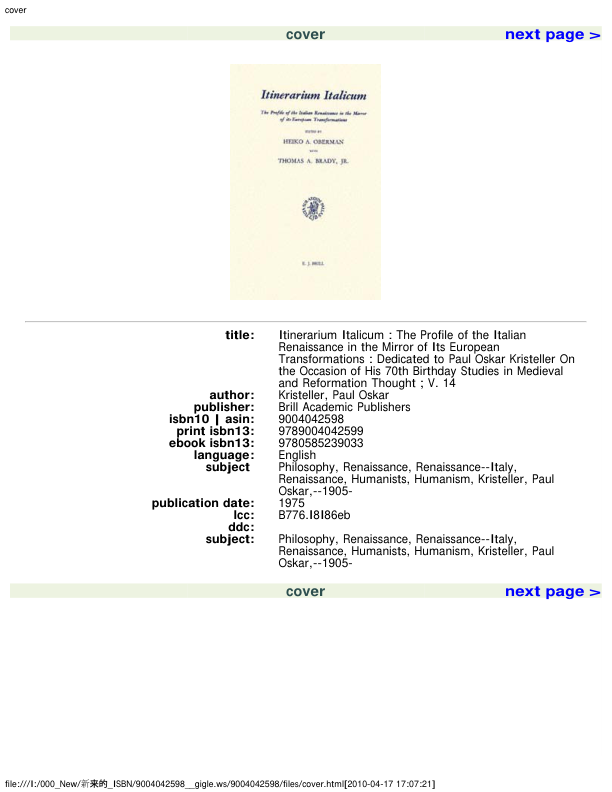 cover
cover next page >
Itinerarium Italicum
The Profile of the Italian Renaissance in the Mirror
of its European Transformations
EDITED BY
HEIKO A. OBERMAN
WITH
THOMAS A. BRADY, JR.
E. J. BRILL
title: Itinerarium Italicum : The Profile of the Italian
Renaissance in the Mirror of Its European
Transformations : Dedicated to Paul Oskar Kristeller On
the Occasion of His 70th Birthday Studies in Medieval
and Reformation Thought ; V. 14
author: Kristeller, Paul Oskar
publisher: Brill Academic Publishers
isbn10 | asin: 9004042598
print isbn13: 9789004042599
ebook isbn13: 9780585239033
language: English
subject Philosophy, Renaissance, Renaissance--Italy,
Renaissance, Humanists, Humanism, Kristeller, Paul
Oskar,--1905-
publication date: 1975
lcc: B776.I8I86eb
ddc:
subject: Philosophy, Renaissance, Renaissance--Italy,
Renaissance, Humanists, Humanism, Kristeller, Paul
Oskar,--1905-
cover next page >
file:///I:/000_New/新来的_ISBN/9004042598__gigle.ws/9004042598/files/cover.html[2010-04-17 17:07:21]